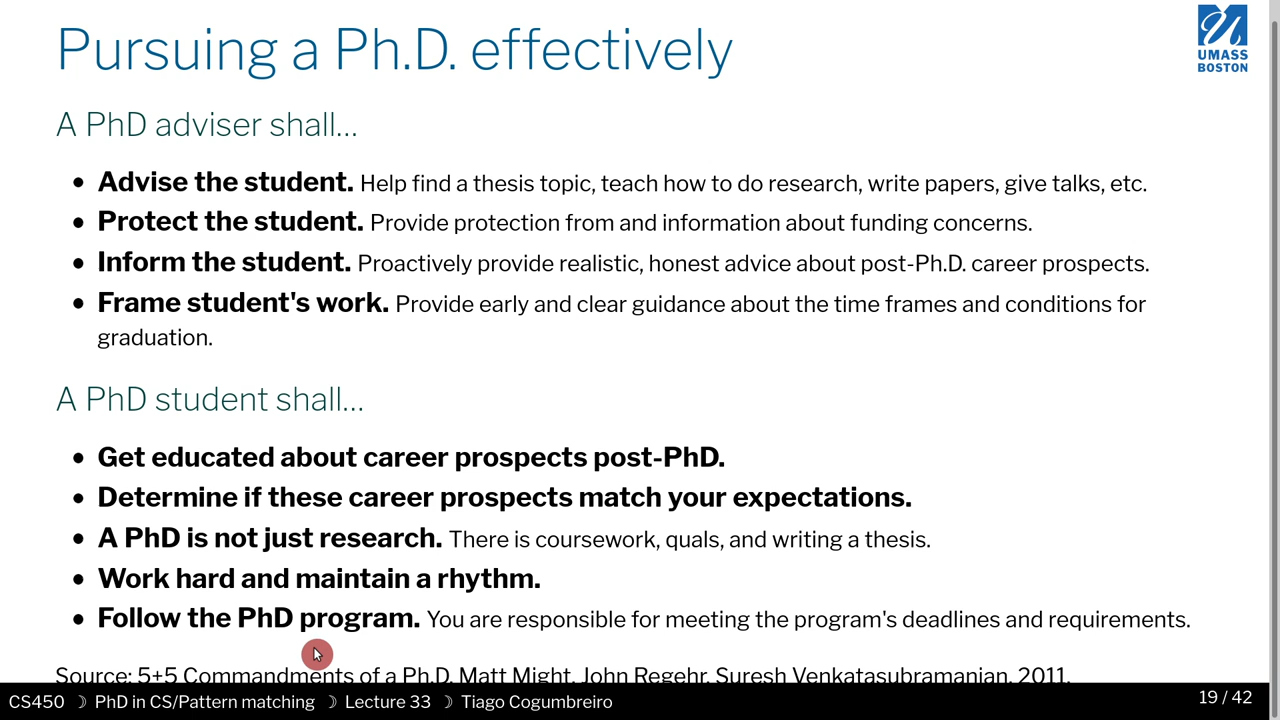 Pursuing a Ph.D. effectively
UMASS
BOSTON
A PhD adviser shall...
• Advise the student. Help find a thesis topic, teach how to do research, write papers, give talks, etc.
• Protect the student. Provide protection from and information about funding concerns.
• Inform the student. Proactively provide realistic, honest advice about post-Ph.D. career prospects.
• Frame student's work. Provide early and clear guidance about the time frames and conditions for
graduation.
A PhD student shall...
• Get educated about career prospects post-PhD.
• Determine if these career prospects match your expectations.
• A PhD is not just research. There is coursework, quals, and writing a thesis.
• Work hard and maintain a rhythm.
• Follow the PhD program. You are responsible for meeting the program's deadlines and requirements.
Source: 5+5 Commandments of a Ph.D. Matt Might, John Regehr, Suresh Venkatasubramanian. 2011.
CS450 ☽ PhD in CS/Pattern matching ☽ Lecture 33 ☽ Tiago Cogumbreiro
19 / 42